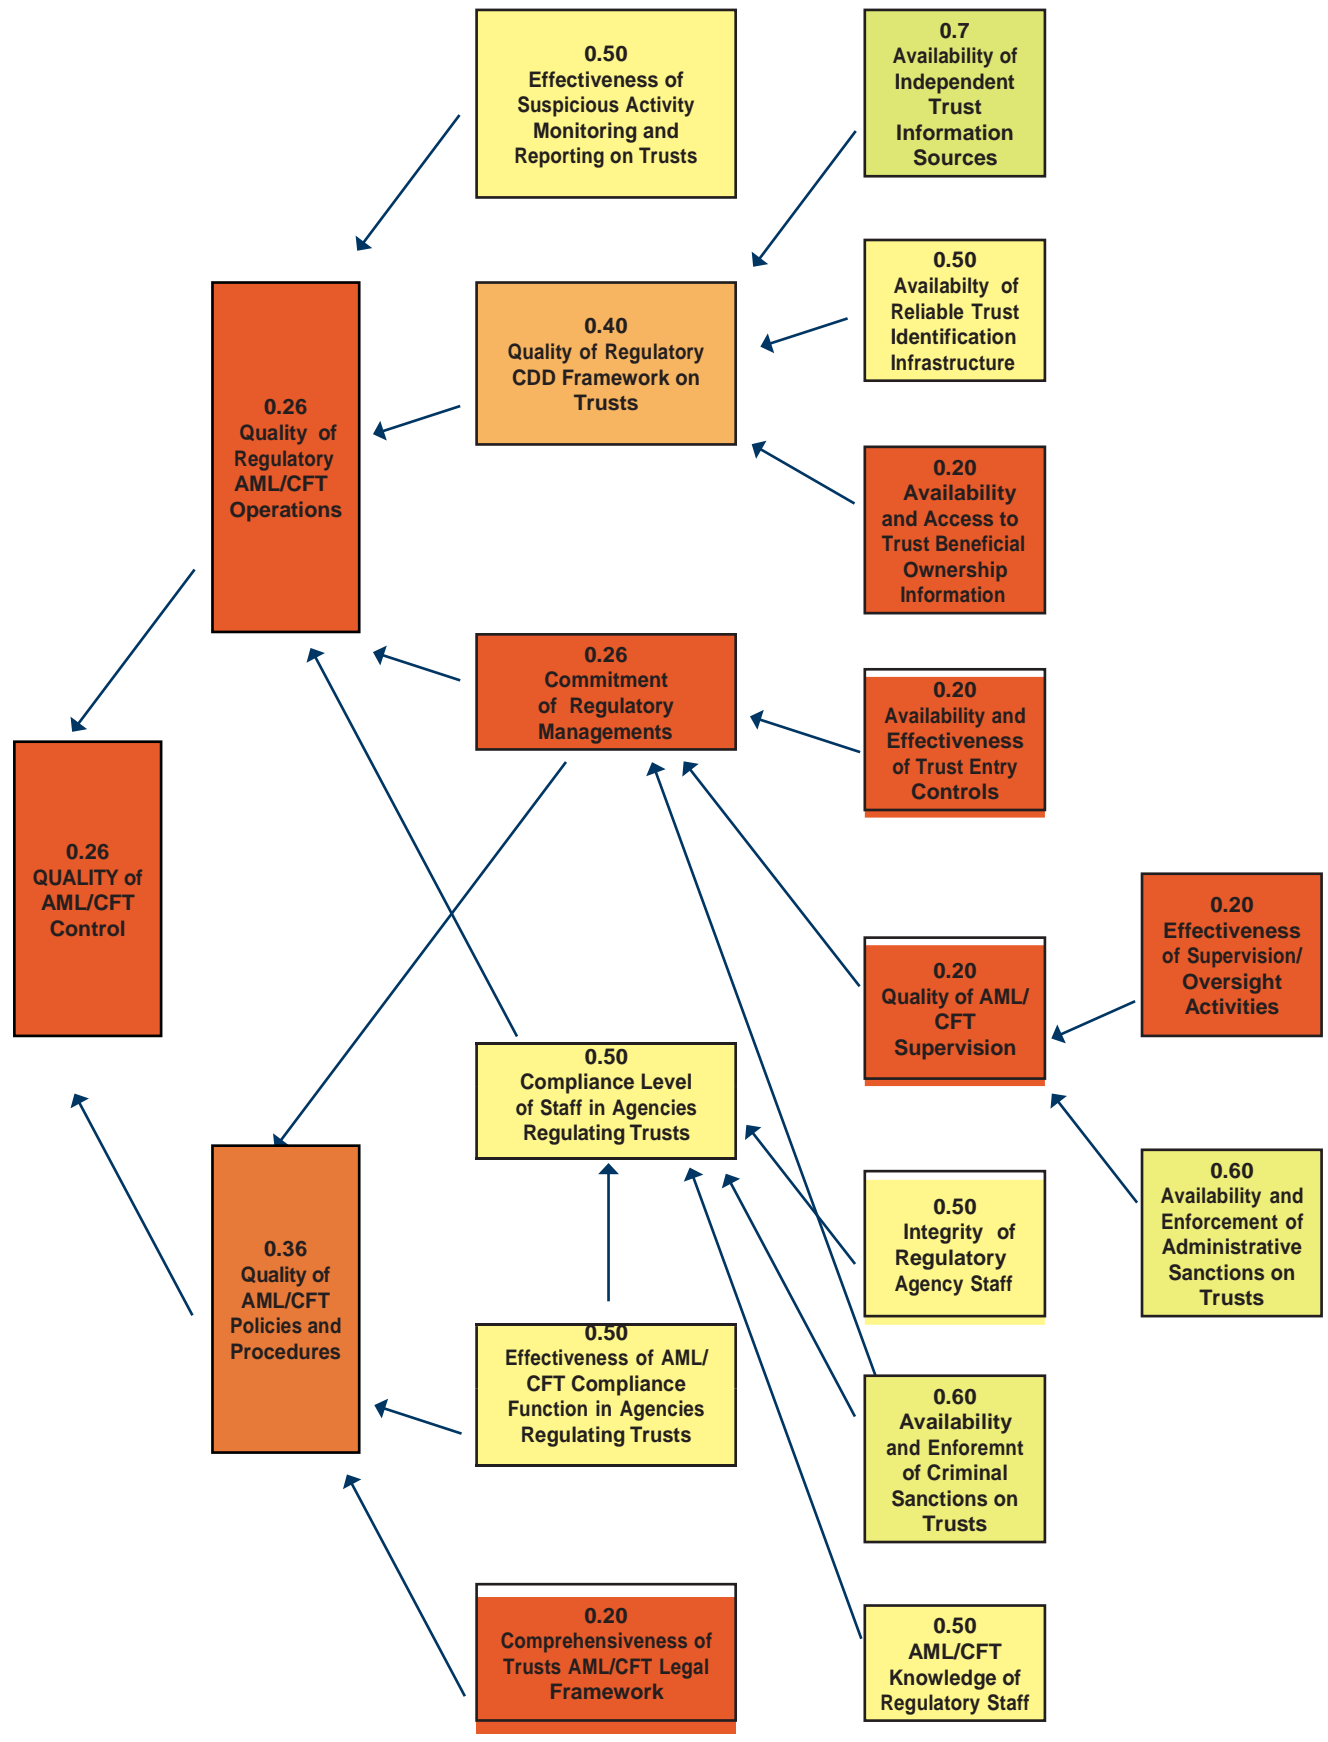 0.50
Effectiveness of
Suspicious Activity
Monitoring and
Reporting on Trusts
0.7
Availability of
Independent
Trust
Information
Sources
0.50
Availabilty of
Reliable Trust
Identification
Infrastructure
0.40
Quality of Regulatory
CDD Framework on
Trusts
0.26
Quality of
Regulatory
AML/CFT
Operations
0.20
Availability
and Access to
Trust Beneficial
Ownership
Information
0.26
Commitment
of Regulatory
Managements
0.20
Availability and
Effectiveness
of Trust Entry
Controls
0.26
QUALITY of
AML/CFT
Control
0.20
Effectiveness
of Supervision/
Oversight
Activities
0.20
Quality of AML/
CFT
Supervision
0.50
Compliance Level
of Staff in Agencies
Regulating Trusts
0.60
Availability and
Enforcement of
Administrative
Sanctions on
Trusts
0.50
Integrity of
Regulatory
Agency Staff
0.36
Quality of
AML/CFT
Policies and
Procedures
0.50
Effectiveness of AML/
CFT Compliance
Function in Agencies
Regulating Trusts
0.60
Availability
and Enforemnt
of Criminal
Sanctions on
Trusts
0.20
Comprehensiveness of
Trusts AML/CFT Legal
Framework
0.50
AML/CFT
Knowledge of
Regulatory Staff